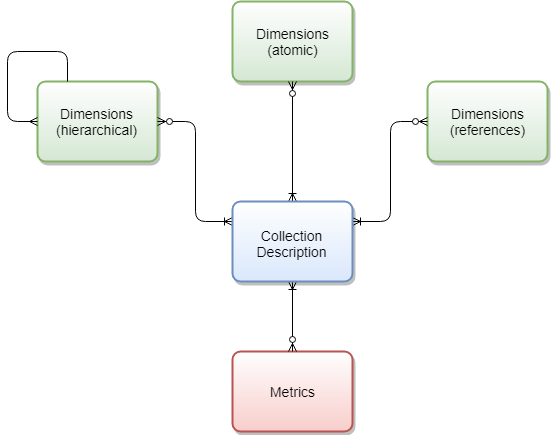 Dimensions
(atomic)
Dimensions
(hierarchical)
Dimensions
(references)
Collection
Description
Metrics